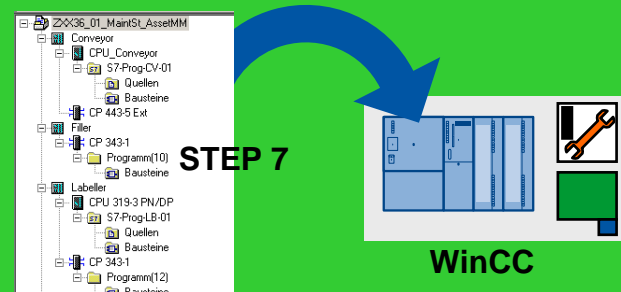 ZXX36_01_MaintSt_AssetMM
Conveyor
CPU_Conveyor
S7-Prog-CV-01
Quellen
Bausteine
CP 443-5 Ext
Filler
CP 343-1
Programm(10)
Bausteine
Labeller
CPU 319-3 PN/DP
S7-Prog-LB-01
Quellen
Bausteine
CP 343-1
Programm(12)
Bausteine
STEP 7
WinCC